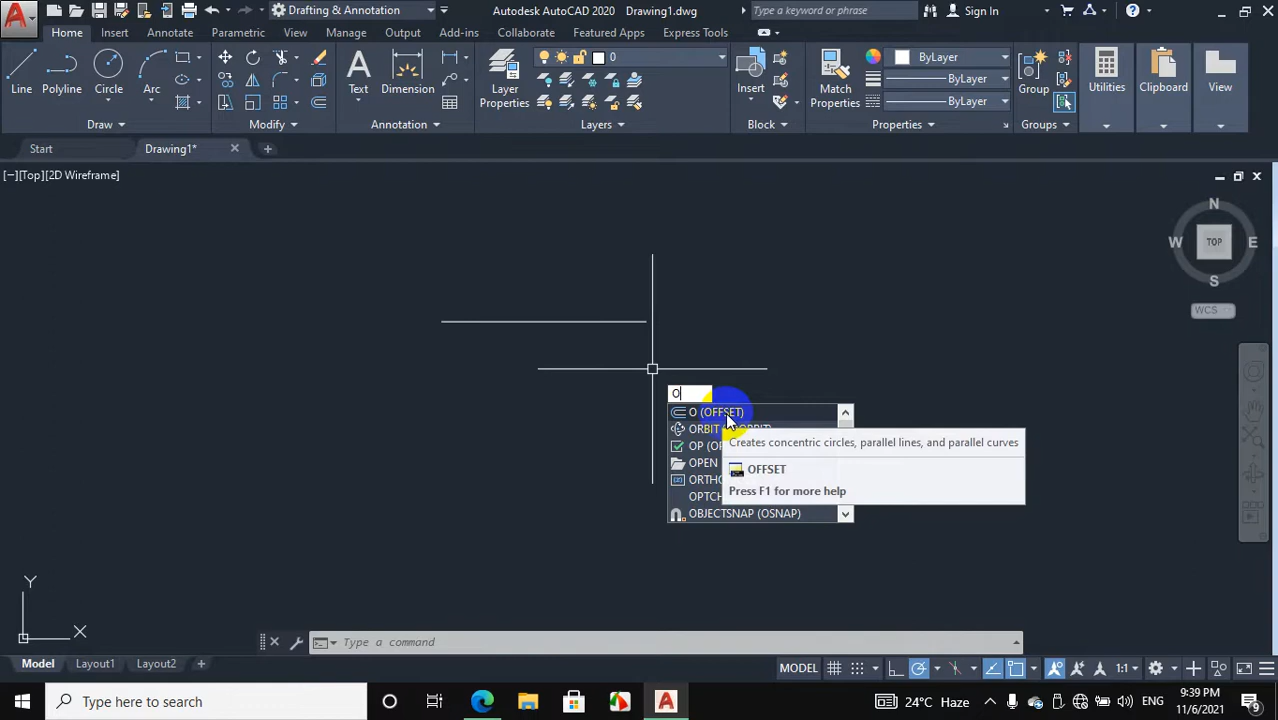 Drafting & Annotation
Autodesk AutoCAD 2020 Drawing1.dwg
Type a keyword or phrase
Sign In
Home Insert Annotate Parametric View Manage Output Add-ins Collaborate Featured Apps Express Tools
Line Polyline Circle Arc
Text Dimension
Layer Properties
0
Insert
Match Properties
ByLayer
ByLayer
ByLayer
Group
Utilities
Clipboard
View
Draw Modify Annotation Layers Block Properties Groups
Start Drawing1*
[−][Top][2D Wireframe]
N
W TOP E
S
WCS
O
O (OFFSET)
ORBIT
OP
OPEN
ORTHO
OPTCH
OBJECTSNAP (OSNAP)
Creates concentric circles, parallel lines, and parallel curves
OFFSET
Press F1 for more help
Y
X
Type a command
Model Layout1 Layout2
MODEL 1:1
Type here to search
24°C Haze
ENG
9:39 PM
11/6/2021
9